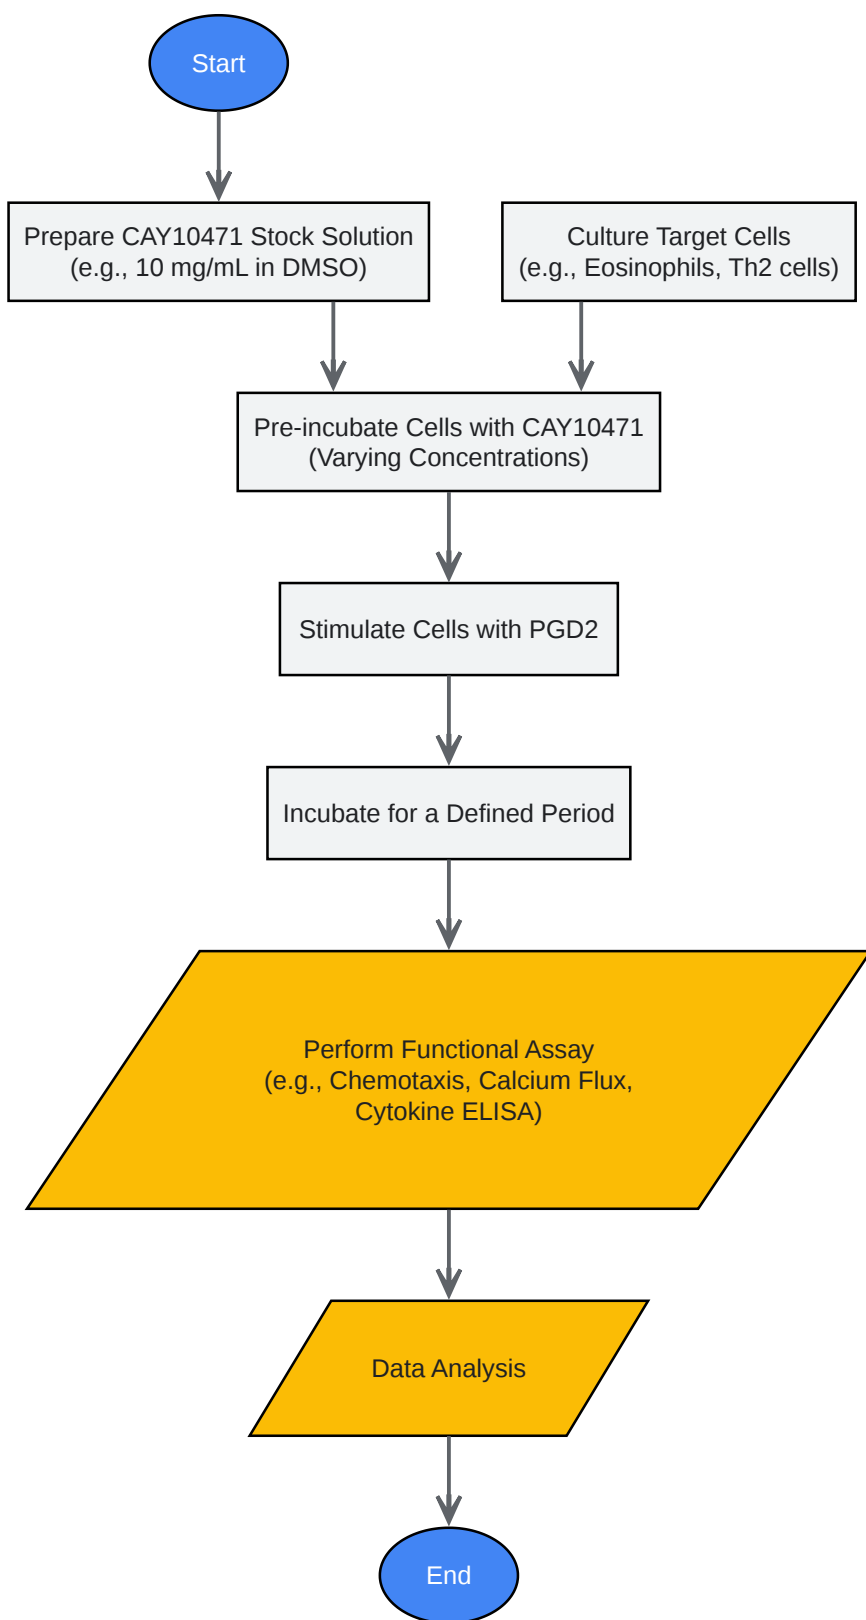 Start
Prepare CAY10471 Stock Solution
(e.g., 10 mg/mL in DMSO)
Culture Target Cells
(e.g., Eosinophils, Th2 cells)
Pre-incubate Cells with CAY10471
(Varying Concentrations)
Stimulate Cells with PGD2
Incubate for a Defined Period
Perform Functional Assay
(e.g., Chemotaxis, Calcium Flux,
Cytokine ELISA)
Data Analysis
End